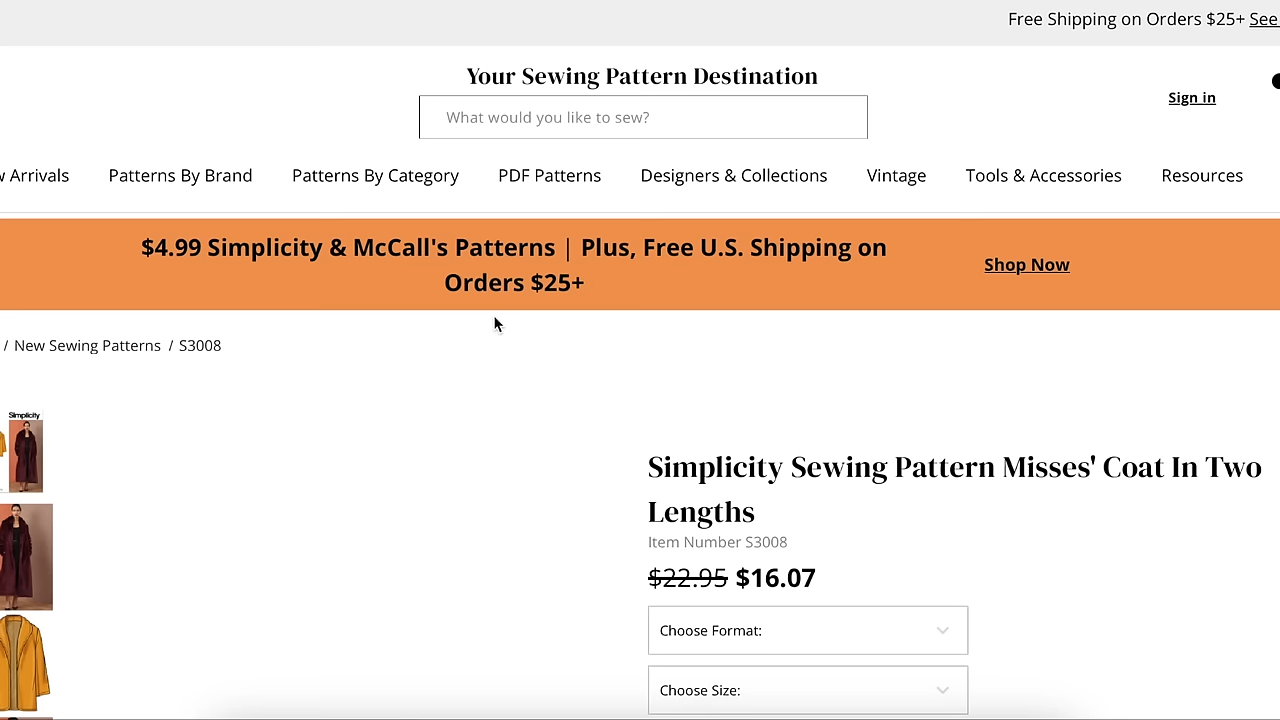 Free Shipping on Orders $25+ See
Your Sewing Pattern Destination
What would you like to sew?
Sign in
w Arrivals
Patterns By Brand
Patterns By Category
PDF Patterns
Designers & Collections
Vintage
Tools & Accessories
Resources
$4.99 Simplicity & McCall's Patterns | Plus, Free U.S. Shipping on
Orders $25+
Shop Now
/ New Sewing Patterns / S3008
Simplicity
Simplicity Sewing Pattern Misses' Coat In Two
Lengths
Item Number S3008
$22.95 $16.07
Choose Format:
Choose Size: